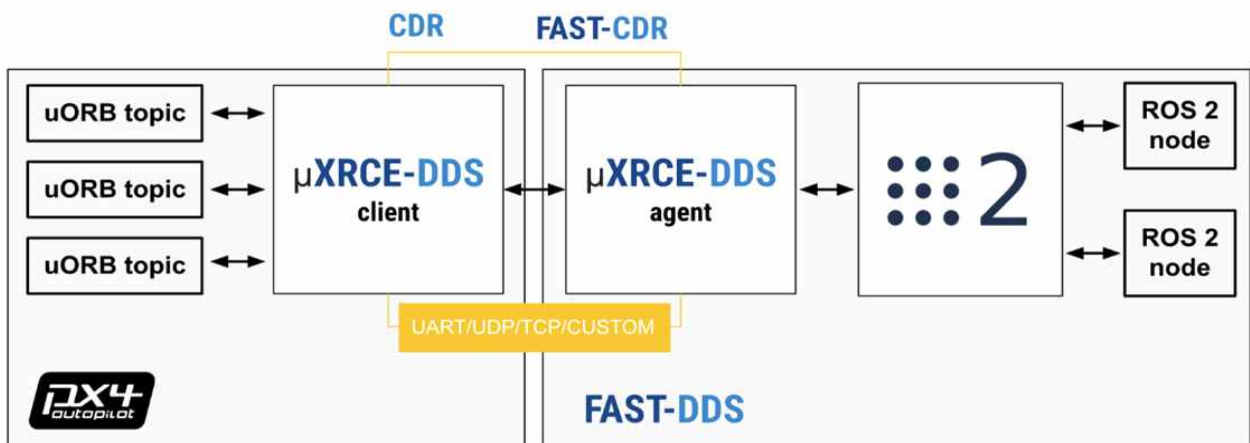 CDR FAST-CDR
uORB topic
uORB topic
uORB topic
µXRCE-DDS
client
µXRCE-DDS
agent
2
ROS 2
node
ROS 2
node
UART/UDP/TCP/CUSTOM
px4
autopilot
FAST-DDS